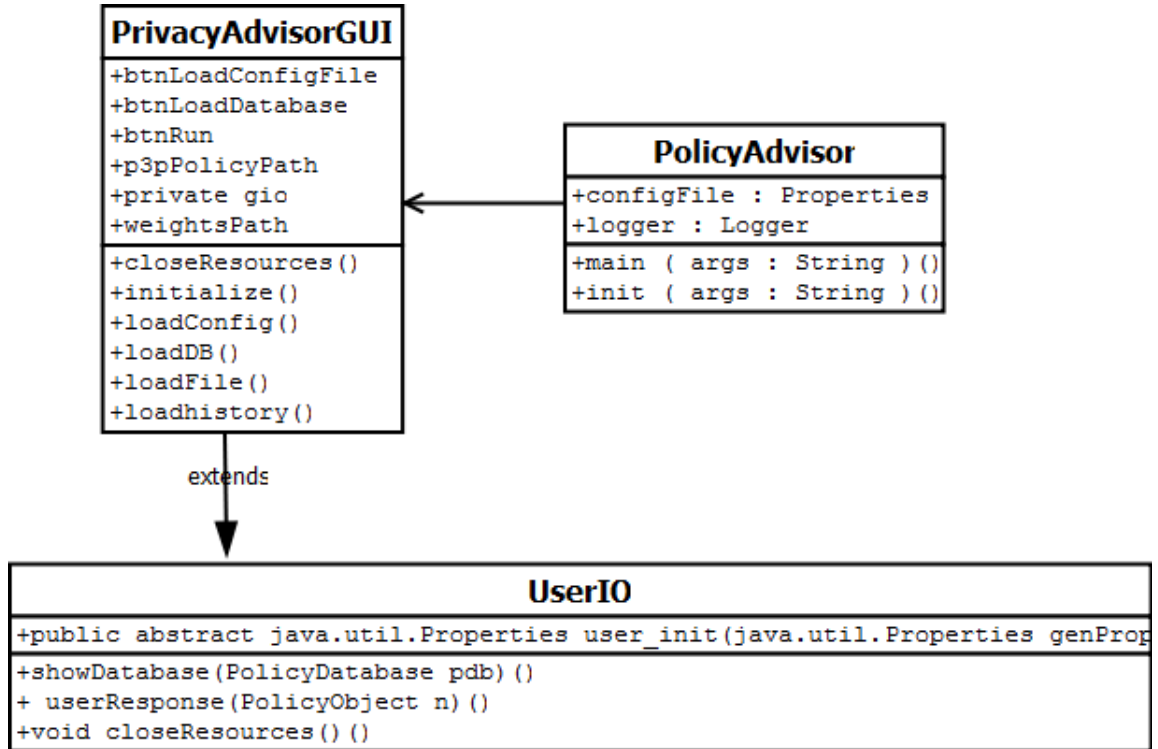 PrivacyAdvisorGUI
+btnLoadConfigFile
+btnLoadDatabase
+btnRun
+p3pPolicyPath
+private gio
+weightsPath
+closeResources()
+initialize()
+loadConfig()
+loadDB()
+loadFile()
+loadhistory()
PolicyAdvisor
+configFile : Properties
+logger : Logger
+main ( args : String )()
+init ( args : String )()
extends
UserIO
+public abstract java.util.Properties user_init(java.util.Properties genProp
+showDatabase(PolicyDatabase pdb)()
+ userResponse(PolicyObject n)()
+void closeResources()()